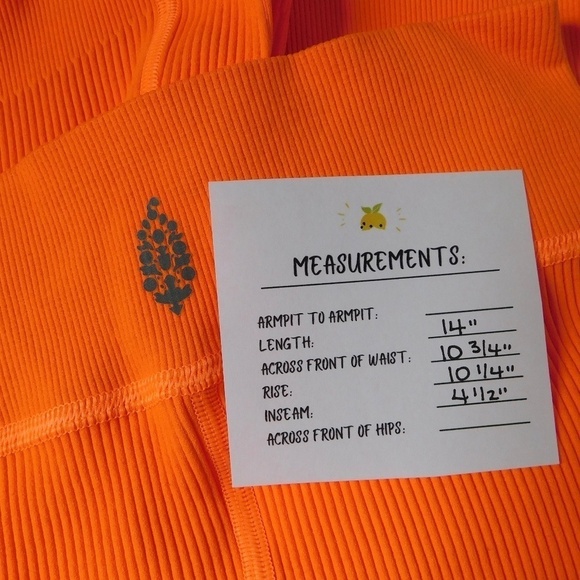 MEASUREMENTS:
ARMPIT TO ARMPIT:
LENGTH: 14"
ACROSS FRONT OF WAIST: 10 3/4"
RISE: 10 1/4"
INSEAM: 4 1/2"
ACROSS FRONT OF HIPS: